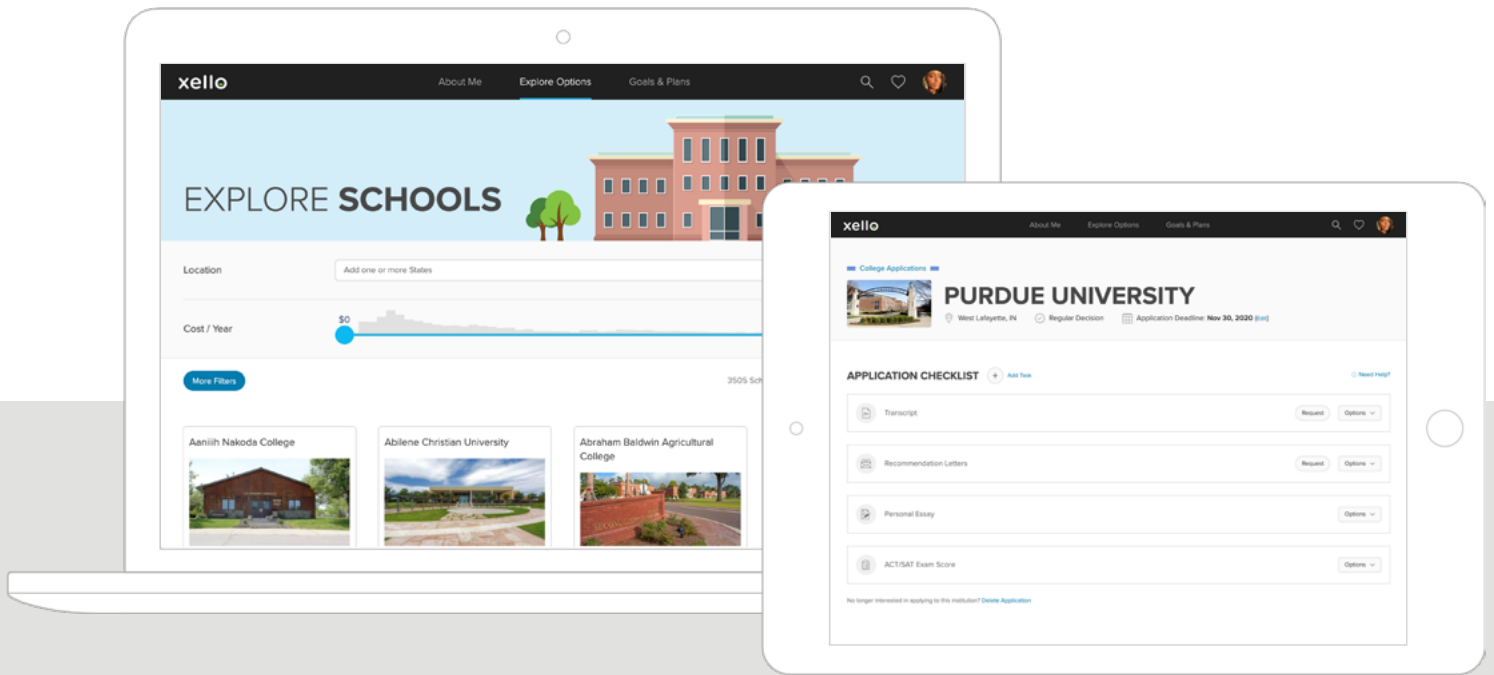 xello
About Me Explore Options Goals & Plans
EXPLORE SCHOOLS
Location Add one or more States
Cost / Year $0
More Filters 3505 Sch
Aaniiih Nakoda College Abilene Christian University Abraham Baldwin Agricultural
College
xello
About Me Explore Options Goals & Plans
College Applications
PURDUE UNIVERSITY
West Lafayette, IN Regular Decision Application Deadline: Nov 30, 2020
APPLICATION CHECKLIST + Add Task Need Help?
Transcript Request Options
Recommendation Letters Request Options
Personal Essay Options
ACT/SAT Exam Score Options
No longer interested in applying to this institution? Delete Application